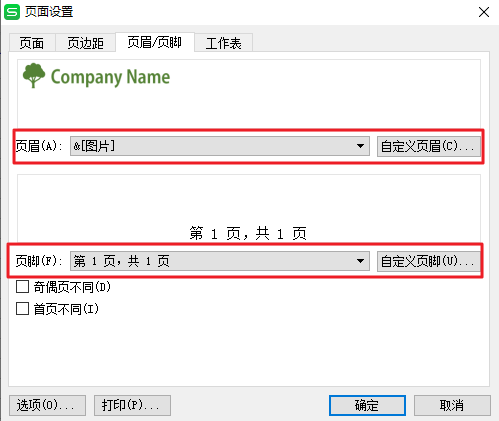 页面设置
页面 页边距 页眉/页脚 工作表
Company Name
页眉(A): &[图片] 自定义页眉(C)...
第 1 页，共 1 页
页脚(F): 第 1 页，共 1 页 自定义页脚(U)...
奇偶页不同(D)
首页不同(I)
选项(O)... 打印(P)... 确定 取消